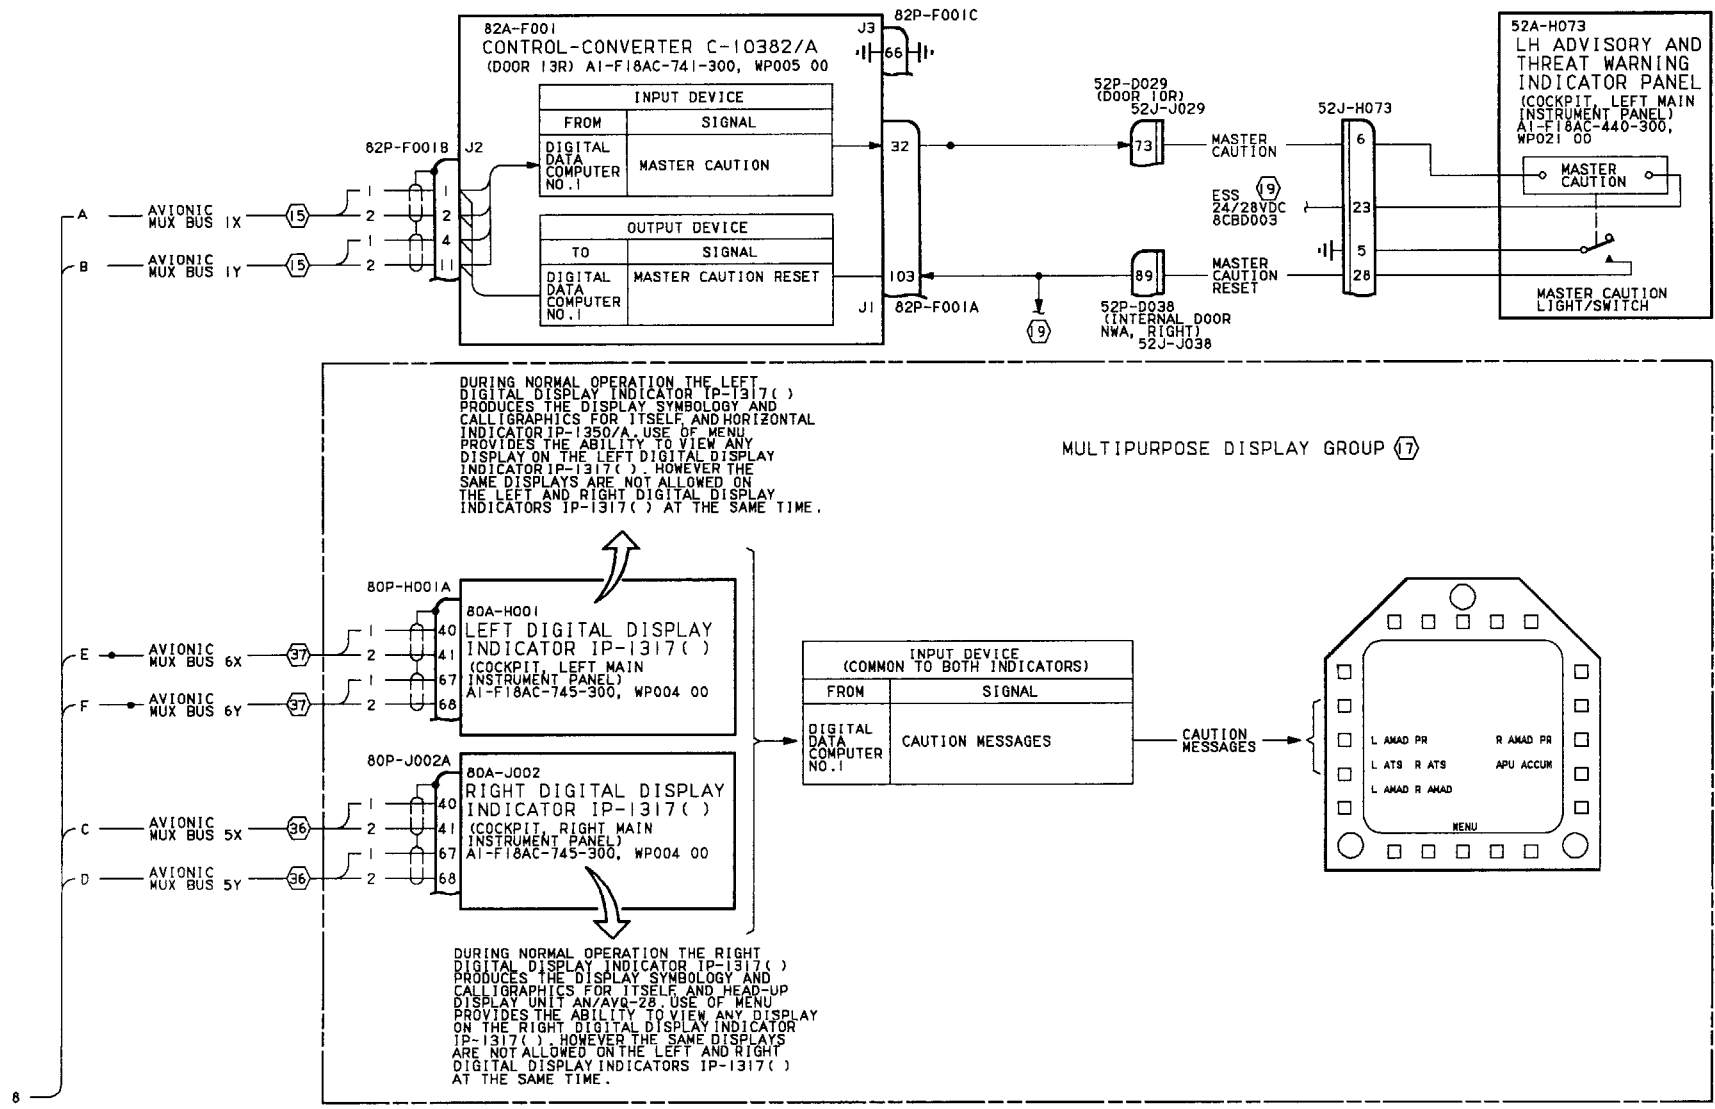 82A-F001
CONTROL-CONVERTER C-10382/A
(DOOR 13R) A1-F18AC-741-300, WP005 00
INPUT DEVICE
FROM SIGNAL
DIGITAL
DATA
COMPUTER
NO.1
MASTER CAUTION
OUTPUT DEVICE
TO SIGNAL
DIGITAL
DATA
COMPUTER
NO.1
MASTER CAUTION RESET
82P-F001B J2
1 1
2 2
1 4
2 11
A AVIONIC
MUX BUS 1X 15
B AVIONIC
MUX BUS 1Y 15
J3 82P-F001C
66
32
103
J1 82P-F001A
52P-D029
(DOOR 10R)
52J-J029
73
MASTER
CAUTION
52J-H073
6
ESS 19
24/28VDC
8CBD003
23
5
28
19
89
MASTER
CAUTION
RESET
52P-D038
(INTERNAL DOOR
NWA, RIGHT)
52J-J038
52A-H073
LH ADVISORY AND
THREAT WARNING
INDICATOR PANEL
(COCKPIT, LEFT MAIN
INSTRUMENT PANEL)
A1-F18AC-440-300,
WP021 00
MASTER
CAUTION
MASTER CAUTION
LIGHT/SWITCH
DURING NORMAL OPERATION THE LEFT
DIGITAL DISPLAY INDICATOR IP-1317( )
PRODUCES THE DISPLAY SYMBOLOGY AND
CALLIGRAPHICS FOR ITSELF, AND HORIZONTAL
INDICATOR IP-1350/A. USE OF MENU
PROVIDES THE ABILITY TO VIEW ANY
DISPLAY ON THE LEFT DIGITAL DISPLAY
INDICATOR IP-1317( ). HOWEVER THE
SAME DISPLAYS ARE NOT ALLOWED ON
THE LEFT AND RIGHT DIGITAL DISPLAY
INDICATORS IP-1317( ) AT THE SAME TIME.
MULTIPURPOSE DISPLAY GROUP 17
80P-H001A
80A-H001
LEFT DIGITAL DISPLAY
INDICATOR IP-1317( )
(COCKPIT, LEFT MAIN
INSTRUMENT PANEL)
A1-F18AC-745-300, WP004 00
1 40
2 41
1 67
2 68
E AVIONIC
MUX BUS 6X 37
F AVIONIC
MUX BUS 6Y 37
80P-J002A
80A-J002
RIGHT DIGITAL DISPLAY
INDICATOR IP-1317( )
(COCKPIT, RIGHT MAIN
INSTRUMENT PANEL)
A1-F18AC-745-300, WP004 00
1 40
2 41
1 67
2 68
C AVIONIC
MUX BUS 5X 36
D AVIONIC
MUX BUS 5Y 36
INPUT DEVICE
(COMMON TO BOTH INDICATORS)
FROM SIGNAL
DIGITAL
DATA
COMPUTER
NO.1
CAUTION MESSAGES
CAUTION
MESSAGES
L AMAD PR R AMAD PR
L ATS R ATS APU ACCUM
L AMAD R AMAD
MENU
DURING NORMAL OPERATION THE RIGHT
DIGITAL DISPLAY INDICATOR IP-1317( )
PRODUCES THE DISPLAY SYMBOLOGY AND
CALLIGRAPHICS FOR ITSELF, AND HEAD-UP
DISPLAY UNIT AN/AVQ-28. USE OF MENU
PROVIDES THE ABILITY TO VIEW ANY DISPLAY
ON THE RIGHT DIGITAL DISPLAY INDICATOR
IP-1317( ). HOWEVER THE SAME DISPLAYS
ARE NOT ALLOWED ON THE LEFT AND RIGHT
DIGITAL DISPLAY INDICATORS IP-1317( )
AT THE SAME TIME.
8